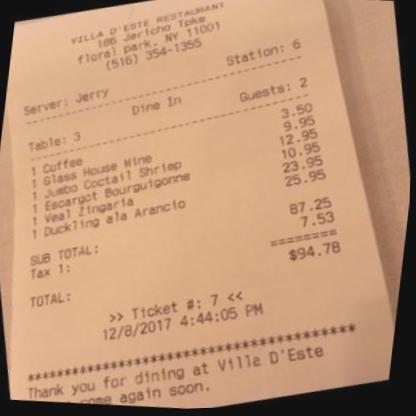 VILLA D'ESTE RESTAURANT
186 Jericho Tpke
floral park, NY 11001
(516) 354-1355
Server: Jerry Station: 6
Dine In
Table: 3 Guests: 2
1 Coffee 3.50
1 Glass House Wine 9.95
1 Jumbo Coctail Shrimp 12.95
1 Escargot Bourguigonne 10.95
1 Veal Zingaria 23.95
1 Duckling ala Arancio 25.95
SUB TOTAL: 87.25
Tax 1: 7.53
========
TOTAL: $94.78
>> Ticket #: 7 <<
12/8/2017 4:44:05 PM
Thank you for dining at Villa D'Este
come again soon.